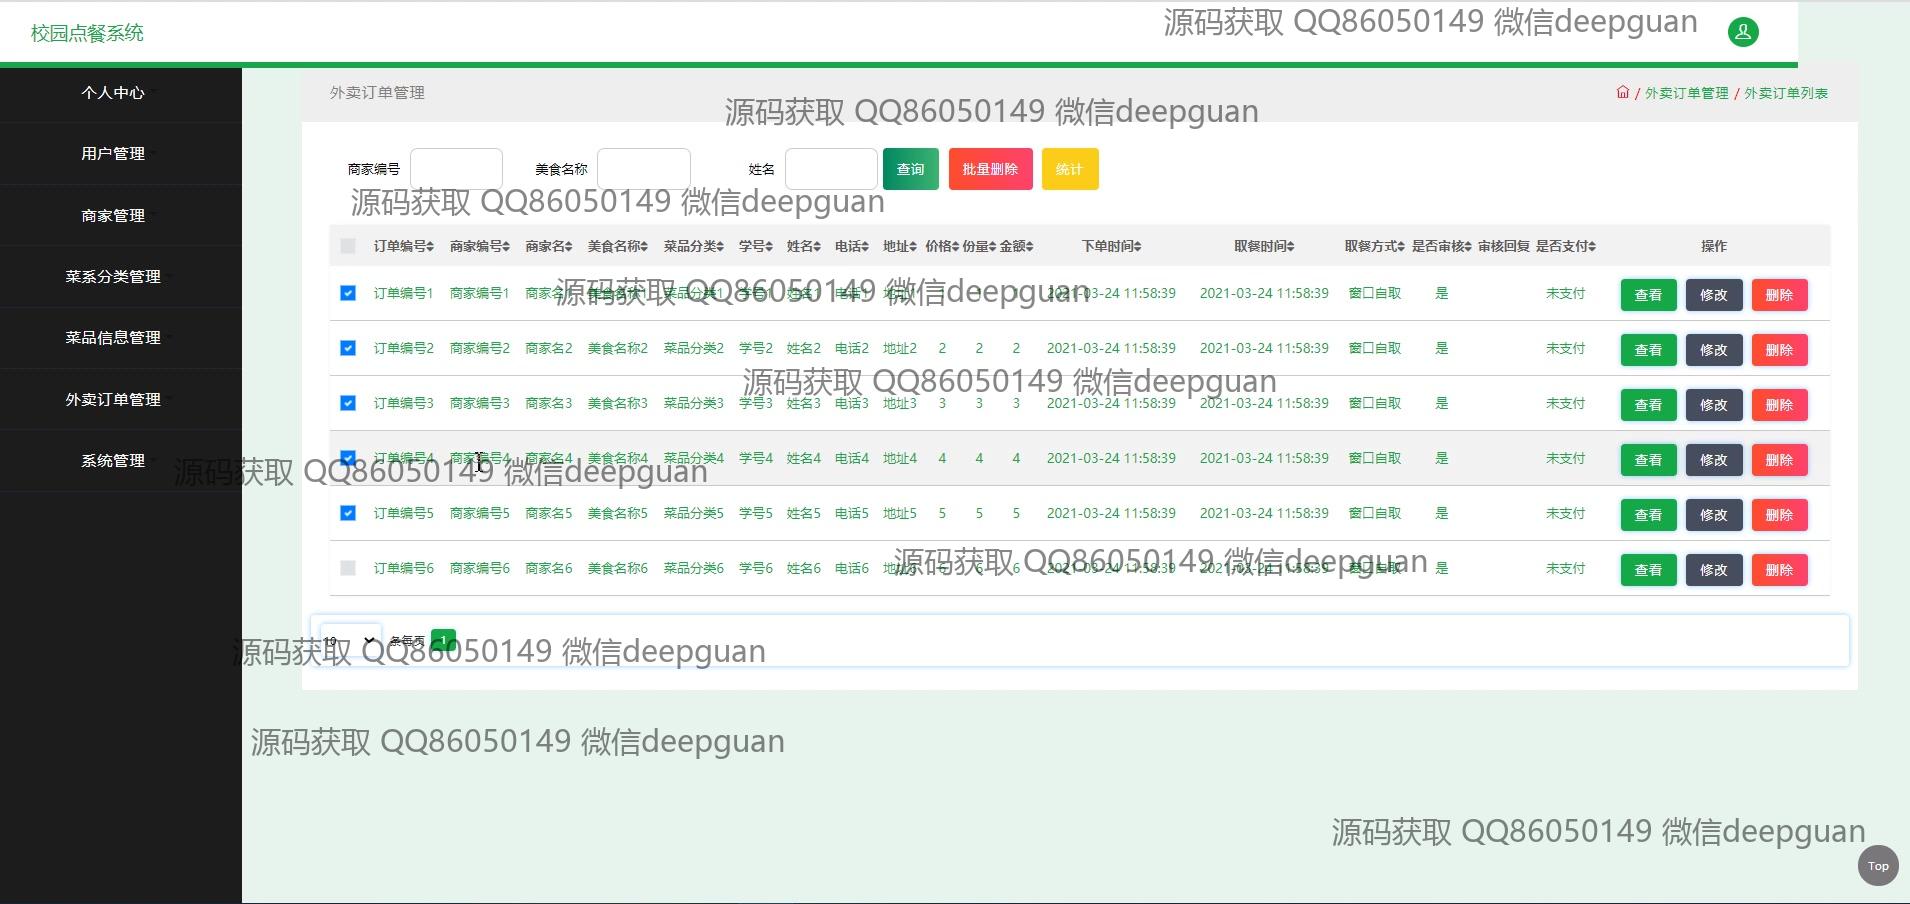 校园点餐系统
源码获取 QQ86050149 微信deepguan
个人中心
用户管理
商家管理
菜系分类管理
菜品信息管理
外卖订单管理
系统管理
外卖订单管理
/ 外卖订单管理 / 外卖订单列表
源码获取 QQ86050149 微信deepguan
商家编号 美食名称 姓名 查询 批量删除 统计
源码获取 QQ86050149 微信deepguan
订单编号 商家编号 商家名 美食名称 菜品分类 学号 姓名 电话 地址 价格 份量 金额 下单时间 取餐时间 取餐方式 是否审核 审核回复 是否支付 操作
订单编号1 商家编号1 商家名1 美食名称1 菜品分类1 学号1 姓名1 电话1 地址1 1 1 1 2021-03-24 11:58:39 2021-03-24 11:58:39 窗口自取 是 未支付 查看 修改 删除
源码获取 QQ86050149 微信deepguan
订单编号2 商家编号2 商家名2 美食名称2 菜品分类2 学号2 姓名2 电话2 地址2 2 2 2 2021-03-24 11:58:39 2021-03-24 11:58:39 窗口自取 是 未支付 查看 修改 删除
源码获取 QQ86050149 微信deepguan
订单编号3 商家编号3 商家名3 美食名称3 菜品分类3 学号3 姓名3 电话3 地址3 3 3 3 2021-03-24 11:58:39 2021-03-24 11:58:39 窗口自取 是 未支付 查看 修改 删除
订单编号4 商家编号4 商家名4 美食名称4 菜品分类4 学号4 姓名4 电话4 地址4 4 4 4 2021-03-24 11:58:39 2021-03-24 11:58:39 窗口自取 是 未支付 查看 修改 删除
源码获取 QQ86050149 微信deepguan
订单编号5 商家编号5 商家名5 美食名称5 菜品分类5 学号5 姓名5 电话5 地址5 5 5 5 2021-03-24 11:58:39 2021-03-24 11:58:39 窗口自取 是 未支付 查看 修改 删除
源码获取 QQ86050149 微信deepguan
订单编号6 商家编号6 商家名6 美食名称6 菜品分类6 学号6 姓名6 电话6 地址6 6 6 6 2021-03-24 11:58:39 2021-03-24 11:58:39 窗口自取 是 未支付 查看 修改 删除
10 条每页 1
源码获取 QQ86050149 微信deepguan
源码获取 QQ86050149 微信deepguan
源码获取 QQ86050149 微信deepguan
Top